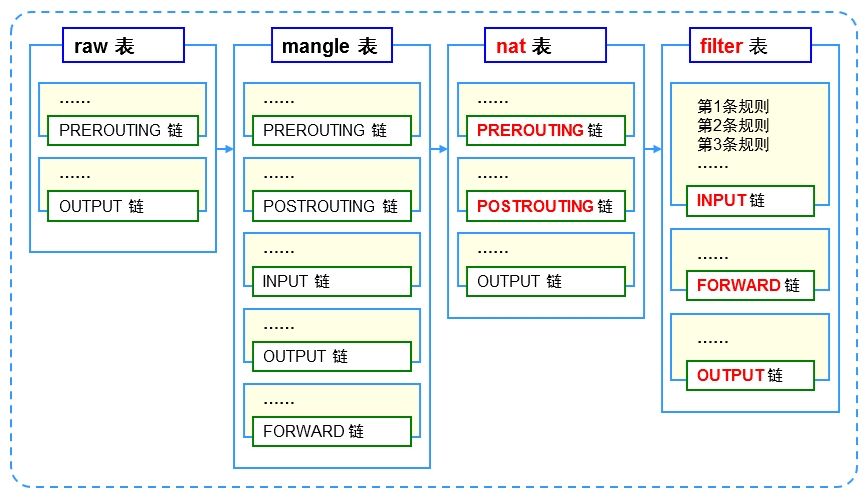 raw 表
……
PREROUTING 链
……
OUTPUT 链
mangle 表
……
PREROUTING 链
……
POSTROUTING 链
……
INPUT 链
……
OUTPUT 链
……
FORWARD 链
nat 表
……
PREROUTING 链
……
POSTROUTING 链
……
OUTPUT 链
filter 表
第1条规则
第2条规则
第3条规则
……
INPUT 链
……
FORWARD 链
……
OUTPUT 链